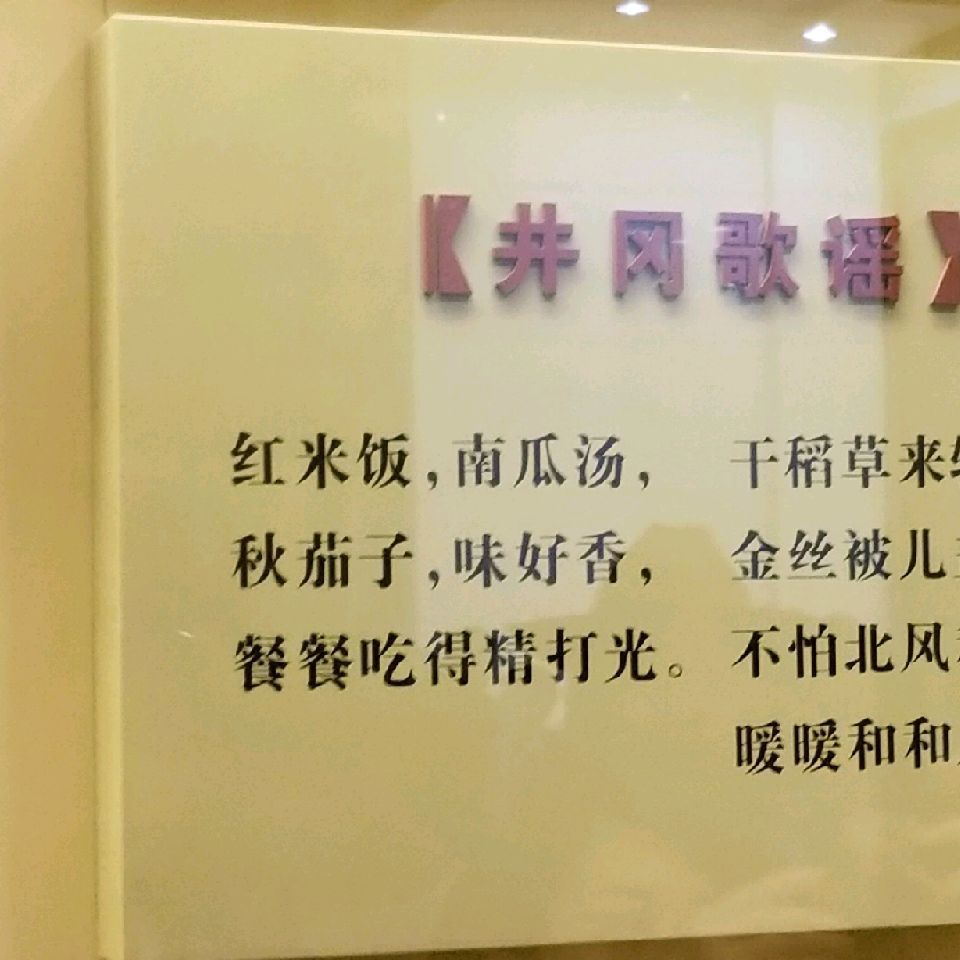 【井冈歌谣】
红米饭,南瓜汤,
秋茄子,味好香,
餐餐吃得精打光。
干稻草来
金丝被儿
不怕北风
暖暖和和